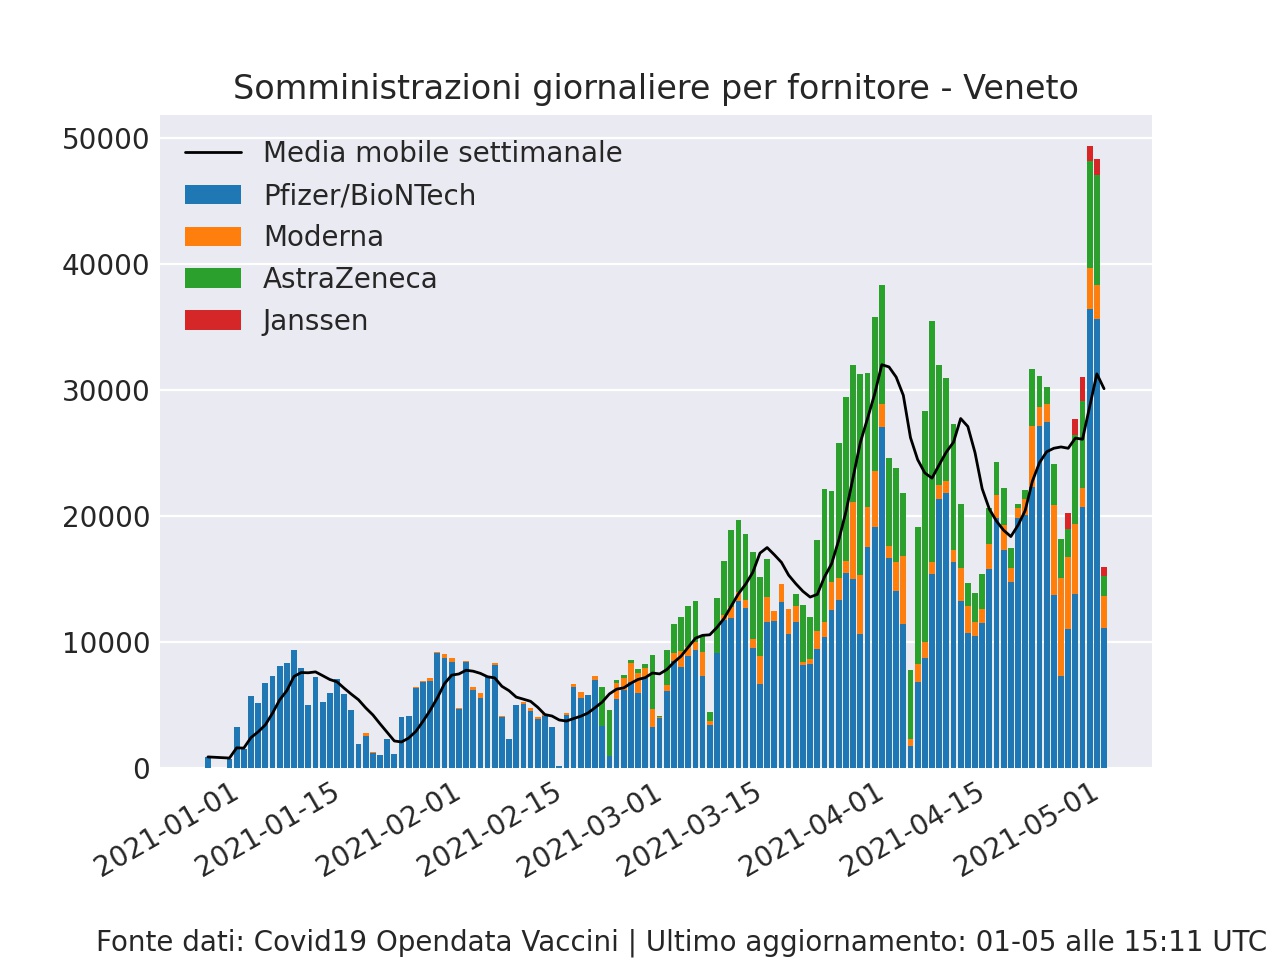 Somministrazioni giornaliere per fornitore - Veneto
50000
40000
30000
20000
10000
0
Media mobile settimanale
Pfizer/BioNTech
Moderna
AstraZeneca
Janssen
2021-01-01
2021-01-15
2021-02-01
2021-02-15
2021-03-01
2021-03-15
2021-04-01
2021-04-15
2021-05-01
Fonte dati: Covid19 Opendata Vaccini | Ultimo aggiornamento: 01-05 alle 15:11 UTC